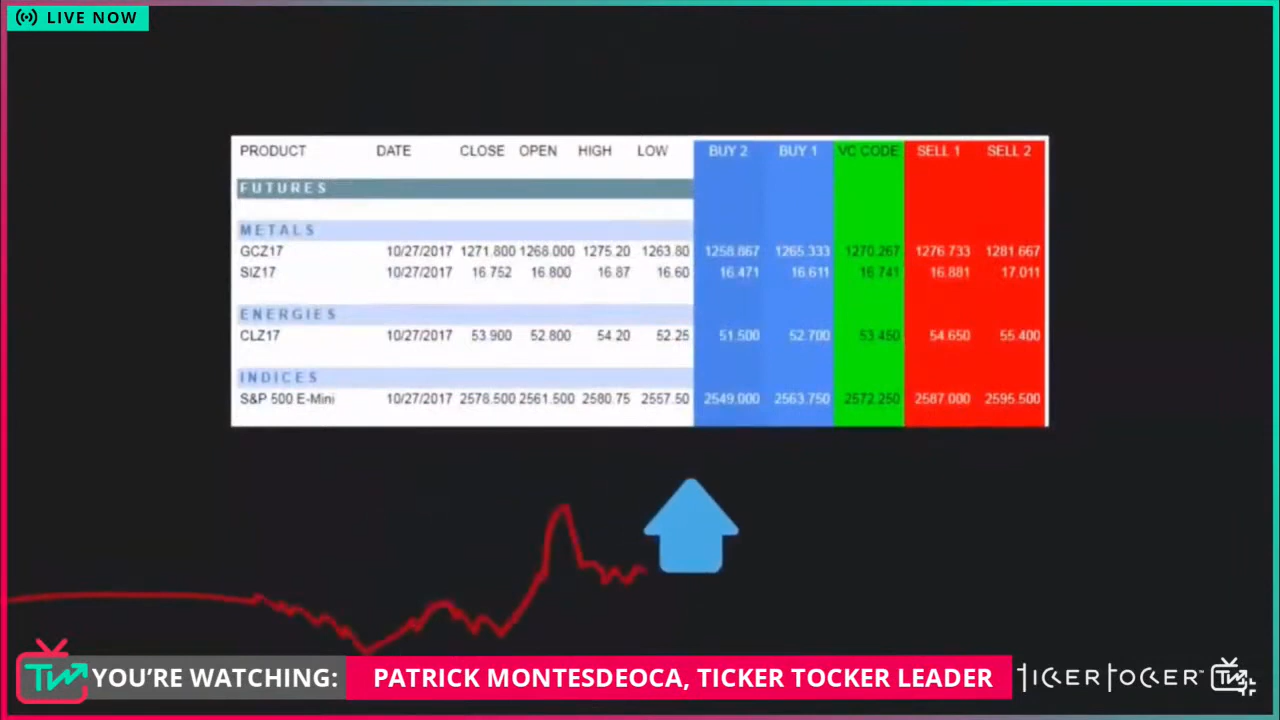 LIVE NOW
PRODUCT DATE CLOSE OPEN HIGH LOW BUY 2 BUY 1 VC CODE SELL 1 SELL 2
FUTURES
METALS
GCZ17 10/27/2017 1271.800 1268.000 1275.20 1263.80 1258.867 1265.333 1270.267 1276.733 1281.667
SIZ17 10/27/2017 16.752 16.800 16.87 16.60 16.471 16.611 16.741 16.881 17.011
ENERGIES
CLZ17 10/27/2017 53.900 52.800 54.20 52.25 51.500 52.700 53.450 54.650 55.400
INDICES
S&P 500 E-Mini 10/27/2017 2578.500 2561.500 2580.75 2557.50 2549.000 2563.750 2572.250 2587.000 2595.500
TW YOU'RE WATCHING: PATRICK MONTESDEOCA, TICKER TOCKER LEADER TICKERTOCKER™ TW